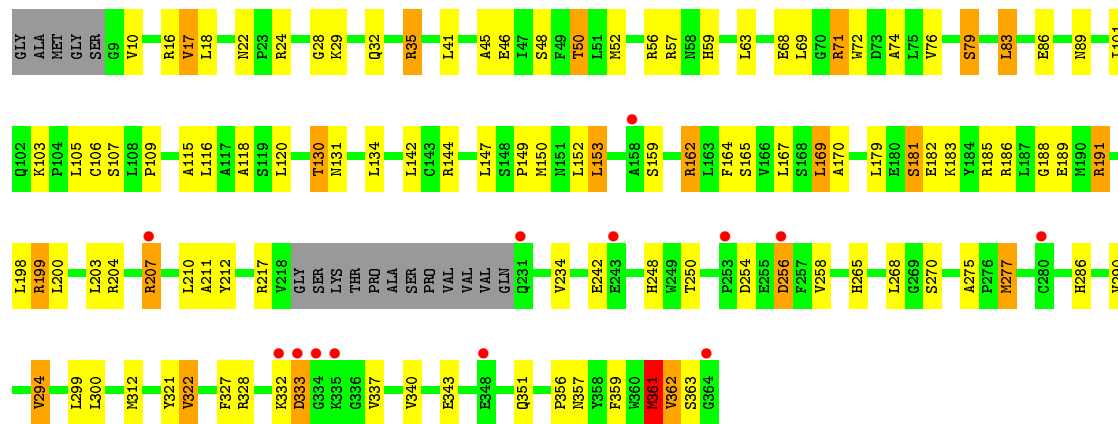 GLY ALA MET GLY SER G9 V10 R16 V17 L18 N22 P23 R24 G28 K29 Q32 R35 L41 A45 E46 I47 S48 F49 T50 L51 M52 R56 R57 N58 H59 L63 E68 L69 G70 R71 W72 D73 A74 L75 V76 S79 L83 E86 N89 I101
Q102 K103 P104 L105 C106 S107 L108 P109 A115 L116 A117 A118 S119 L120 T130 N131 L134 L142 C143 R144 L147 S148 P149 M150 N151 L152 L153 A158 S159 R162 L163 F164 S165 V166 L167 S168 L169 A170 L179 E180 S181 E182 K183 Y184 R185 R186 L187 G188 E189 M190 R191
L198 R199 L200 L203 R204 R207 L210 A211 Y212 R217 V218 GLY SER LYS THR PRO ALA SER PRO VAL VAL VAL GLN Q231 V234 E242 E243 H248 W249 T250 P253 D254 E255 D256 F257 V258 H265 L268 G269 S270 A275 P276 M277 C280 H286 V290
V294 L299 L300 M312 Y321 V322 F327 R328 K332 D333 G334 K335 G336 V337 V340 E343 E348 Q351 P356 N357 Y358 F359 W360 M361 V362 S363 G364